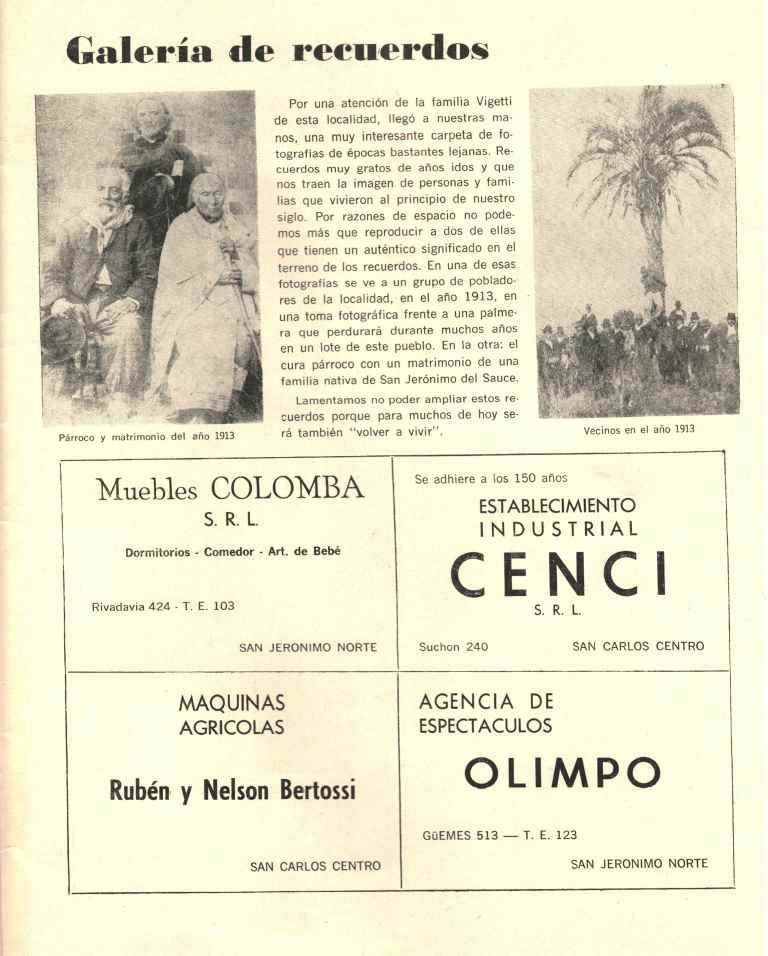 Galería de recuerdos
Por una atención de la familia Vigetti
de esta localidad, llegó a nuestras ma-
nos, una muy interesante carpeta de fo-
tografías de épocas bastantes lejanas. Re-
cuerdos muy gratos de años idos y que
nos traen la imagen de personas y fami-
lias que vivieron al principio de nuestro
siglo. Por razones de espacio no pode-
mos más que reproducir a dos de ellas
que tienen un auténtico significado en el
terreno de los recuerdos. En una de esas
fotografías se ve a un grupo de poblado-
res de la localidad, en el año 1913, en
una toma fotográfica frente a una palme-
ra que perdurará durante muchos años
en un lote de este pueblo. En la otra: el
cura párroco con un matrimonio de una
familia nativa de San Jerónimo del Sauce.
Lamentamos no poder ampliar estos re-
cuerdos porque para muchos de hoy se-
rá también "volver a vivir".
Párroco y matrimonio del año 1913
Vecinos en el año 1913
Muebles COLOMBA
S. R. L.
Dormitorios - Comedor - Art. de Bebé
Rivadavia 424 - T. E. 103
SAN JERONIMO NORTE
Se adhiere a los 150 años
ESTABLECIMIENTO
INDUSTRIAL
CENCI
S. R. L.
Suchon 240 SAN CARLOS CENTRO
MAQUINAS
AGRICOLAS
Rubén y Nelson Bertossi
SAN CARLOS CENTRO
AGENCIA DE
ESPECTACULOS
OLIMPO
GüEMES 513 — T. E. 123
SAN JERONIMO NORTE